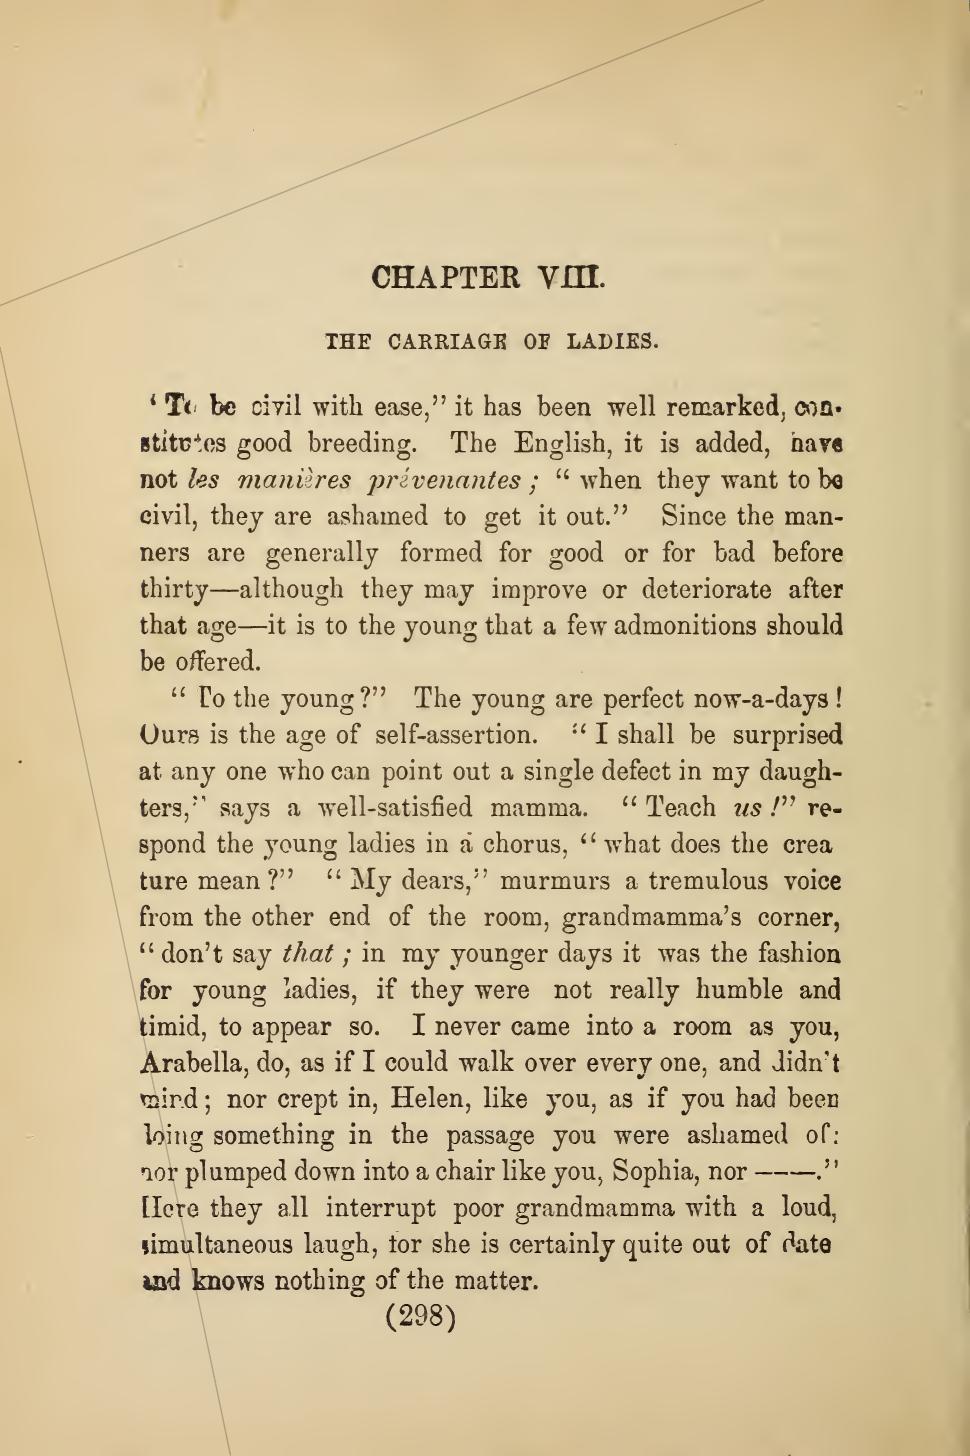 CHAPTER VIII.
THE CARRIAGE OF LADIES.
‘ To be civil with ease,” it has been well remarked, con-
stitutes good breeding. The English, it is added, have
not les manières prévenantes ; “ when they want to be
civil, they are ashamed to get it out.” Since the man-
ners are generally formed for good or for bad before
thirty—although they may improve or deteriorate after
that age—it is to the young that a few admonitions should
be offered.
“ To the young ?” The young are perfect now-a-days !
Ours is the age of self-assertion. “ I shall be surprised
at any one who can point out a single defect in my daugh-
ters,” says a well-satisfied mamma. “ Teach us !” re-
spond the young ladies in a chorus, “ what does the crea
ture mean ?” “ My dears,” murmurs a tremulous voice
from the other end of the room, grandmamma’s corner,
“ don’t say that ; in my younger days it was the fashion
for young ladies, if they were not really humble and
timid, to appear so. I never came into a room as you,
Arabella, do, as if I could walk over every one, and didn’t
mind ; nor crept in, Helen, like you, as if you had been
doing something in the passage you were ashamed of:
nor plumped down into a chair like you, Sophia, nor ——.”
Here they all interrupt poor grandmamma with a loud,
simultaneous laugh, for she is certainly quite out of date
and knows nothing of the matter.
(298)